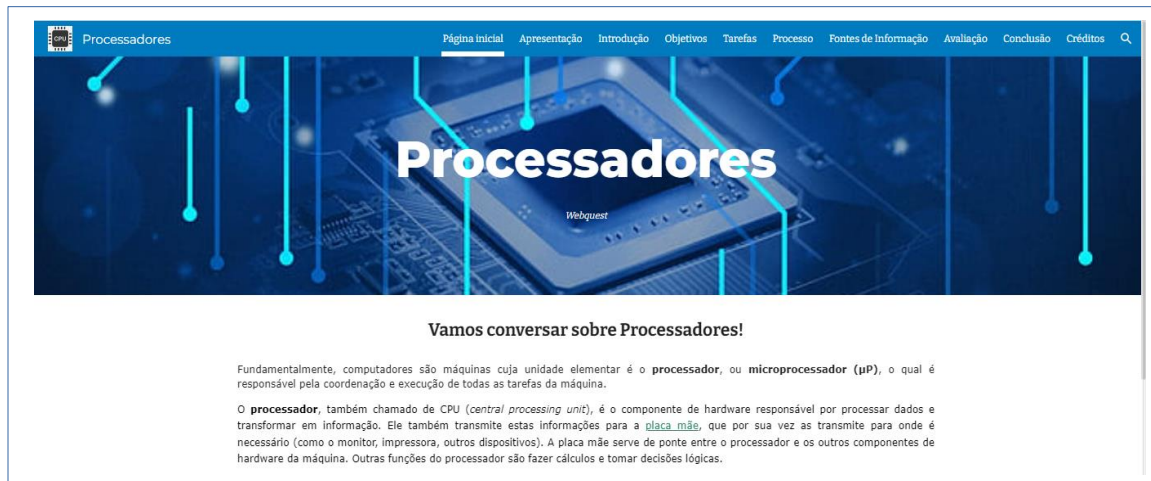 CPU
Processadores
Página inicial Apresentação Introdução Objetivos Tarefas Processo Fontes de Informação Avaliação Conclusão Créditos
Processadores
Webquest
Vamos conversar sobre Processadores!
Fundamentalmente, computadores são máquinas cuja unidade elementar é o processador, ou microprocessador (µP), o qual é
responsável pela coordenação e execução de todas as tarefas da máquina.
O processador, também chamado de CPU (central processing unit), é o componente de hardware responsável por processar dados e
transformar em informação. Ele também transmite estas informações para a placa mãe, que por sua vez as transmite para onde é
necessário (como o monitor, impressora, outros dispositivos). A placa mãe serve de ponte entre o processador e os outros componentes de
hardware da máquina. Outras funções do processador são fazer cálculos e tomar decisões lógicas.